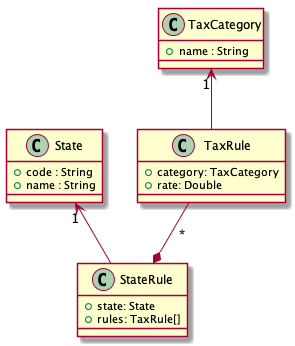 C TaxCategory
name : String
1
C State
code : String
name : String
C TaxRule
category: TaxCategory
rate: Double
1
*
C StateRule
state: State
rules: TaxRule[]